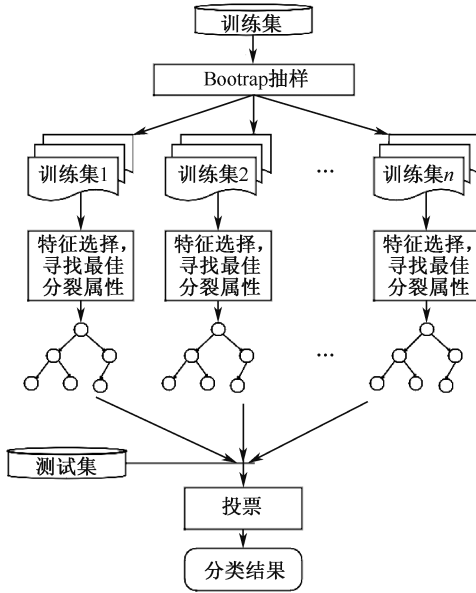 训练集
Bootrap抽样
训练集1
训练集2
...
训练集n
特征选择，
寻找最佳
分裂属性
特征选择，
寻找最佳
分裂属性
特征选择，
寻找最佳
分裂属性
...
测试集
投票
分类结果